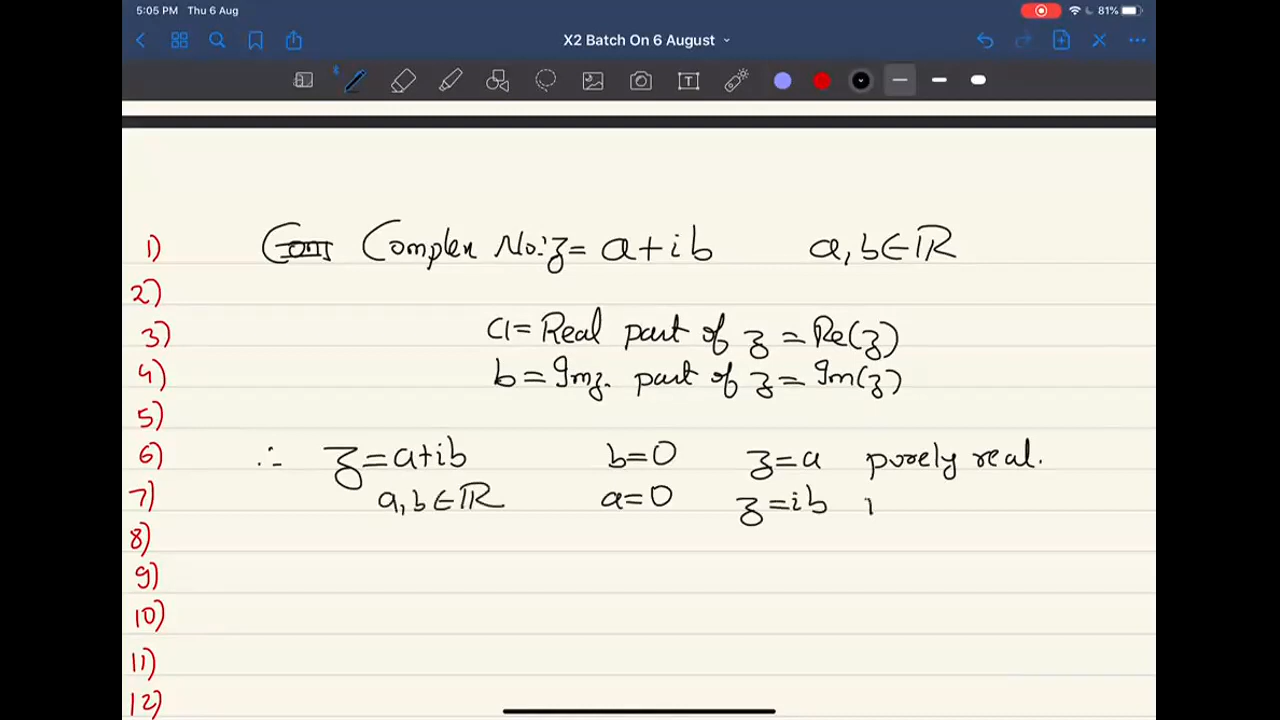 5:05 PM Thu 6 Aug 81%
X2 Batch On 6 August
T
1) Complex No: z = a+ib a, b ∈ IR
2)
3) a = Real part of z = Re(z)
4) b = Img. part of z = Im(z)
5)
6) ∴ z = a+ib b=0 z=a purely real.
7) a, b ∈ IR a=0 z=ib
8)
9)
10)
11)
12)